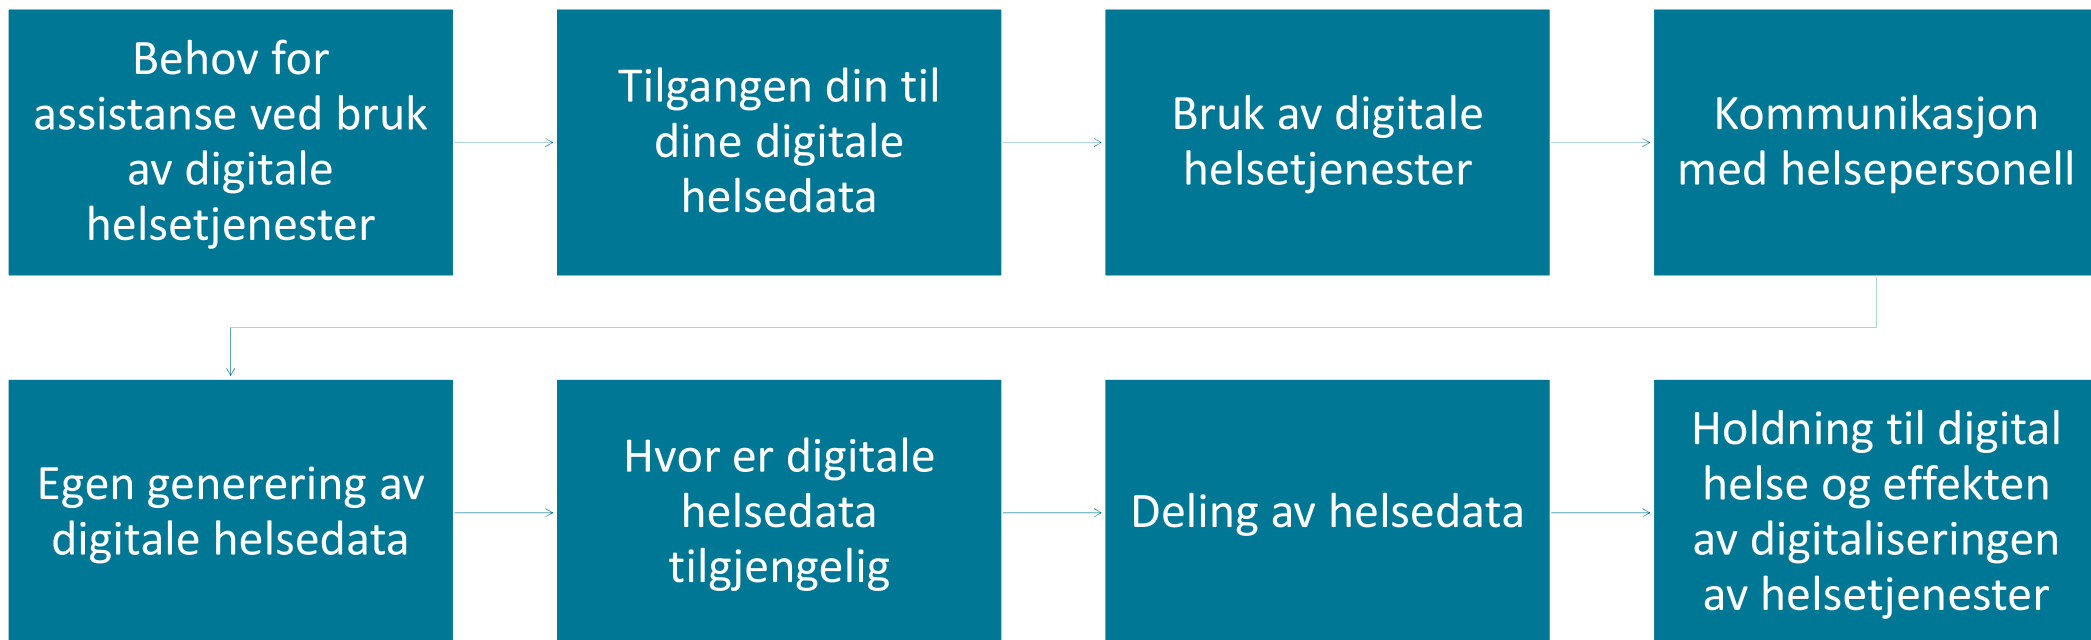 Behov for
assistanse ved bruk
av digitale
helsetjenester
Tilgangen din til
dine digitale
helsedata
Bruk av digitale
helsetjenester
Kommunikasjon
med helsepersonell
Egen generering av
digitale helsedata
Hvor er digitale
helsedata
tilgjengelig
Deling av helsedata
Holdning til digital
helse og effekten
av digitaliseringen
av helsetjenester